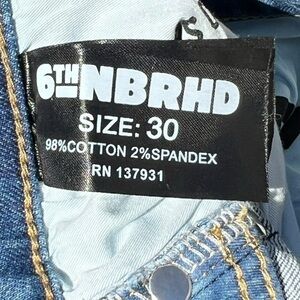 6TH NBRHD
SIZE: 30
98%COTTON 2%SPANDEX
RN 137931